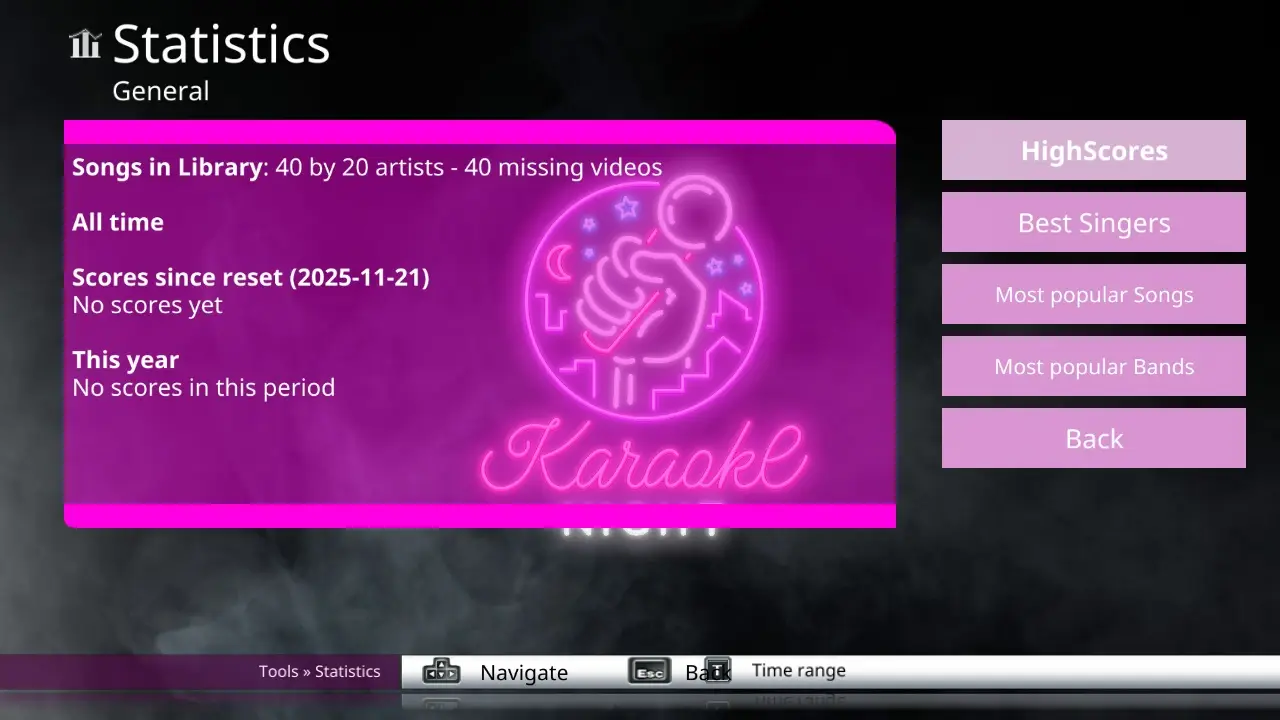 Statistics
General
Songs in Library: 40 by 20 artists - 40 missing videos
All time
Scores since reset (2025-11-21)
No scores yet
This year
No scores in this period
Karaoke
HighScores
Best Singers
Most popular Songs
Most popular Bands
Back
Tools » Statistics
Navigate
Esc Back
T Time range